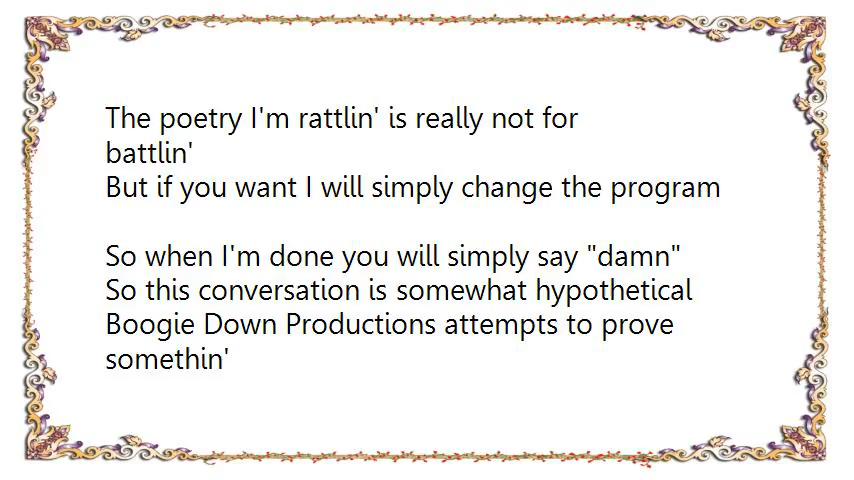 The poetry I'm rattlin' is really not for
battlin'
But if you want I will simply change the program
So when I'm done you will simply say "damn"
So this conversation is somewhat hypothetical
Boogie Down Productions attempts to prove
somethin'